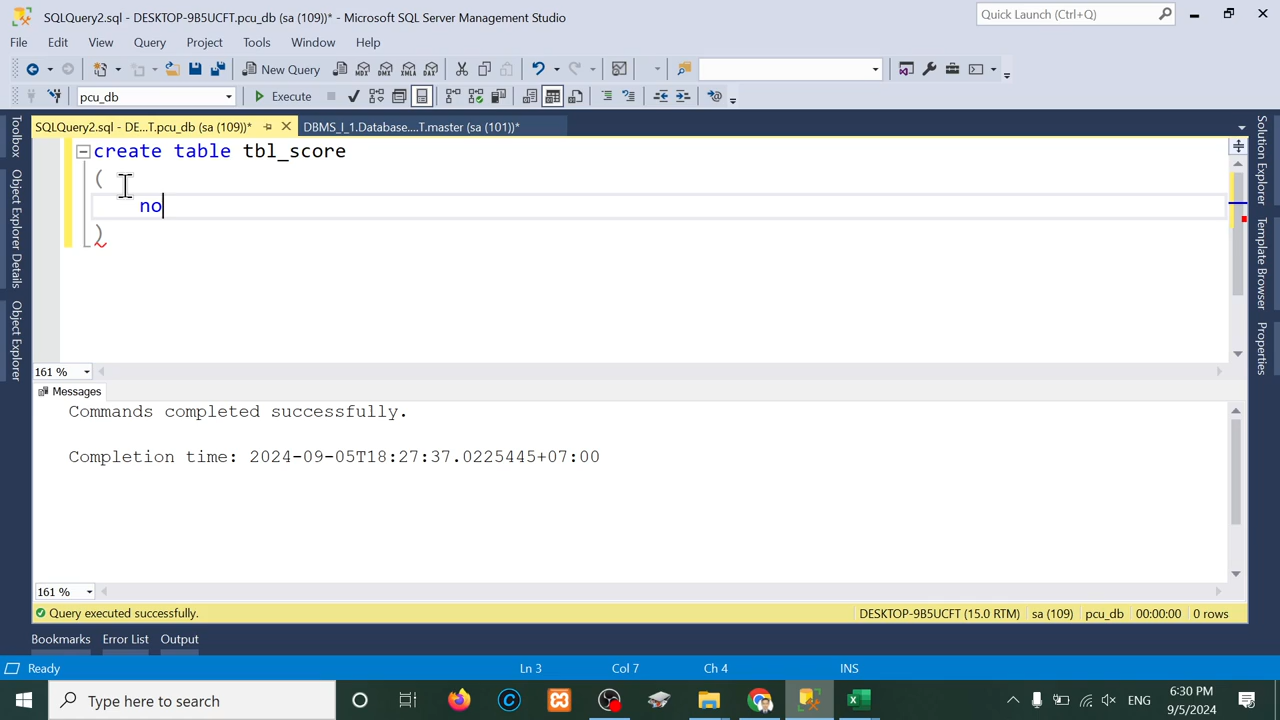 SQLQuery2.sql - DESKTOP-9B5UCFT.pcu_db (sa (109))* - Microsoft SQL Server Management Studio
Quick Launch (Ctrl+Q)
File Edit View Query Project Tools Window Help
New Query MDX DMX XMLA DAX
pcu_db Execute
SQLQuery2.sql - DE...T.pcu_db (sa (109))* DBMS_I_1.Database....T.master (sa (101))*
create table tbl_score
(
no
)
161 %
Messages
Commands completed successfully.
Completion time: 2024-09-05T18:27:37.0225445+07:00
161 %
Query executed successfully. DESKTOP-9B5UCFT (15.0 RTM) sa (109) pcu_db 00:00:00 0 rows
Bookmarks Error List Output
Ready Ln 3 Col 7 Ch 4 INS
Type here to search ENG 6:30 PM
9/5/2024
Toolbox
Object Explorer Details
Object Explorer
Solution Explorer
Template Browser
Properties